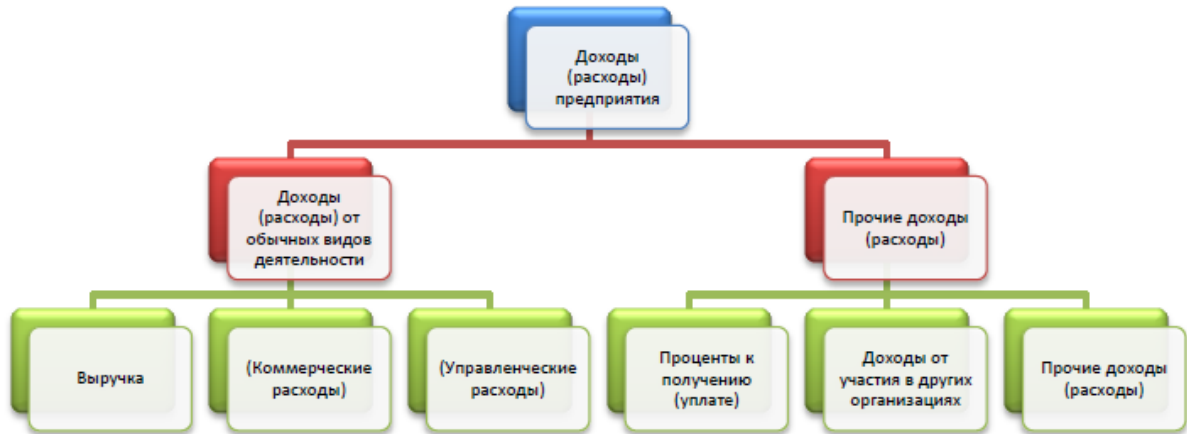 Доходы
(расходы)
предприятия
Доходы
(расходы) от
обычных видов
деятельности
Прочие доходы
(расходы)
Выручка
(Коммерческие
расходы)
(Управленческие
расходы)
Проценты к
получению
(уплате)
Доходы от
участия в других
организациях
Прочие доходы
(расходы)